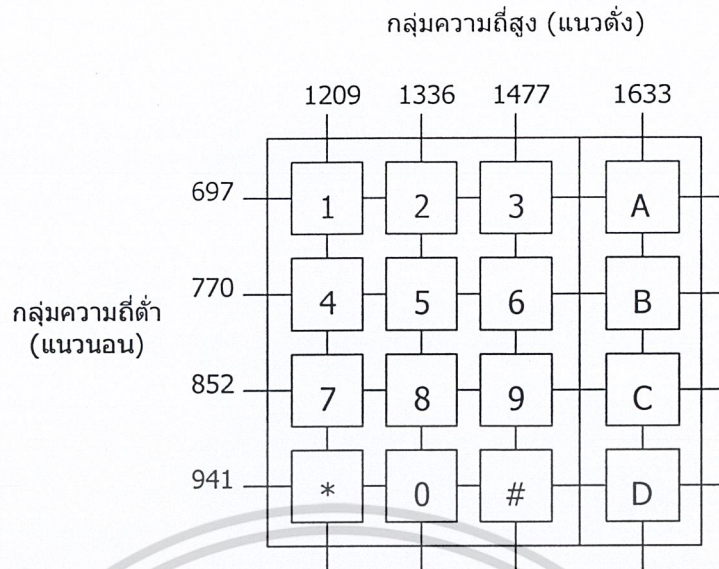 กลุ่มความถี่สูง (แนวตั่ง)
1209 1336 1477 1633
697 1 2 3 A
770 4 5 6 B
กลุ่มความถี่ต่ำ
(แนวนอน)
852 7 8 9 C
941 * 0 # D